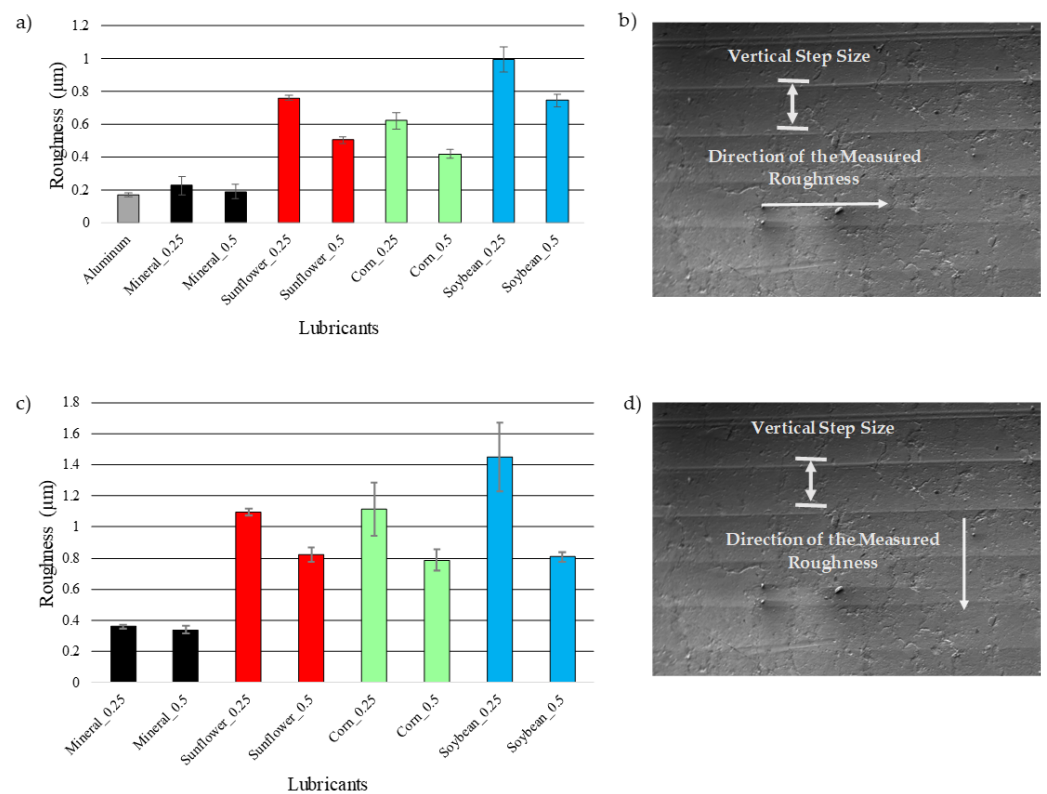 a)
1.2
1
0.8
0.6
0.4
0.2
0
Roughness (µm)
Aluminum
Mineral_0.25
Mineral_0.5
Sunflower_0.25
Sunflower_0.5
Corn_0.25
Corn_0.5
Soybean_0.25
Soybean_0.5
Lubricants
b)
Vertical Step Size
Direction of the Measured
Roughness
c)
1.8
1.6
1.4
1.2
1
0.8
0.6
0.4
0.2
0
Roughness (µm)
Mineral_0.25
Mineral_0.5
Sunflower_0.25
Sunflower_0.5
Corn_0.25
Corn_0.5
Soybean_0.25
Soybean_0.5
Lubricants
d)
Vertical Step Size
Direction of the Measured
Roughness